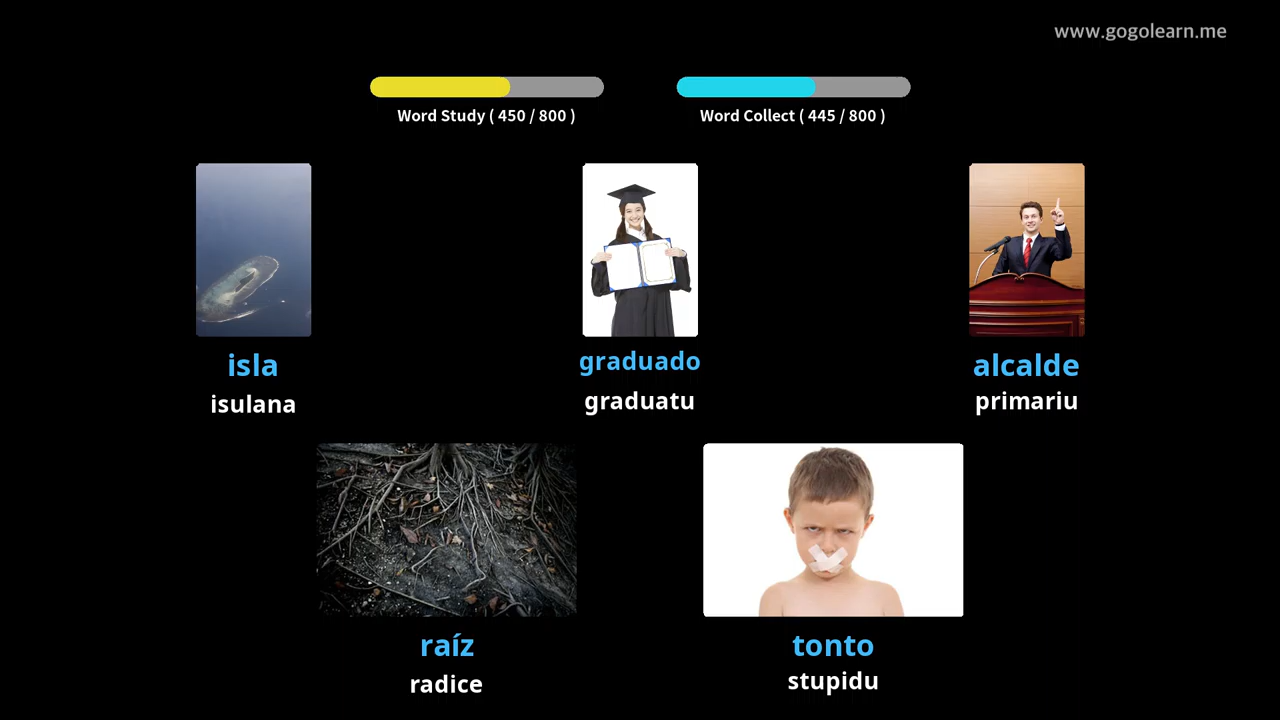 www.gogolearn.me
Word Study ( 450 / 800 )
Word Collect ( 445 / 800 )
isla
isulana
graduado
graduatu
alcalde
primariu
raíz
radice
tonto
stupidu